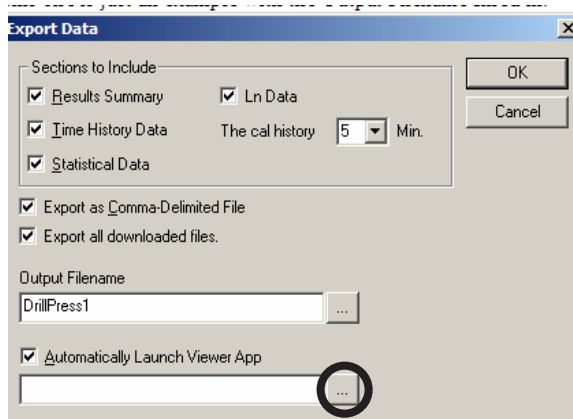 Export Data
Sections to Include
OK
Results Summary
Ln Data
Cancel
Time History Data
The cal history
5
Min.
Statistical Data
Export as Comma-Delimited File
Export all downloaded files.
Output Filename
DrillPress1
...
Automatically Launch Viewer App
...